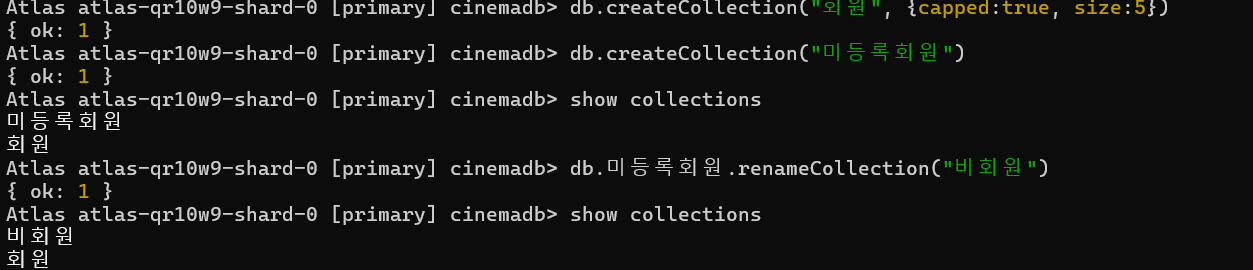 Atlas atlas-qr10w9-shard-0 [primary] cinemadb> db.createCollection("회원", {capped:true, size:5})
{ ok: 1 }
Atlas atlas-qr10w9-shard-0 [primary] cinemadb> db.createCollection("미등록회원")
{ ok: 1 }
Atlas atlas-qr10w9-shard-0 [primary] cinemadb> show collections
미등록회원
회원
Atlas atlas-qr10w9-shard-0 [primary] cinemadb> db.미등록회원.renameCollection("비회원")
{ ok: 1 }
Atlas atlas-qr10w9-shard-0 [primary] cinemadb> show collections
비회원
회원